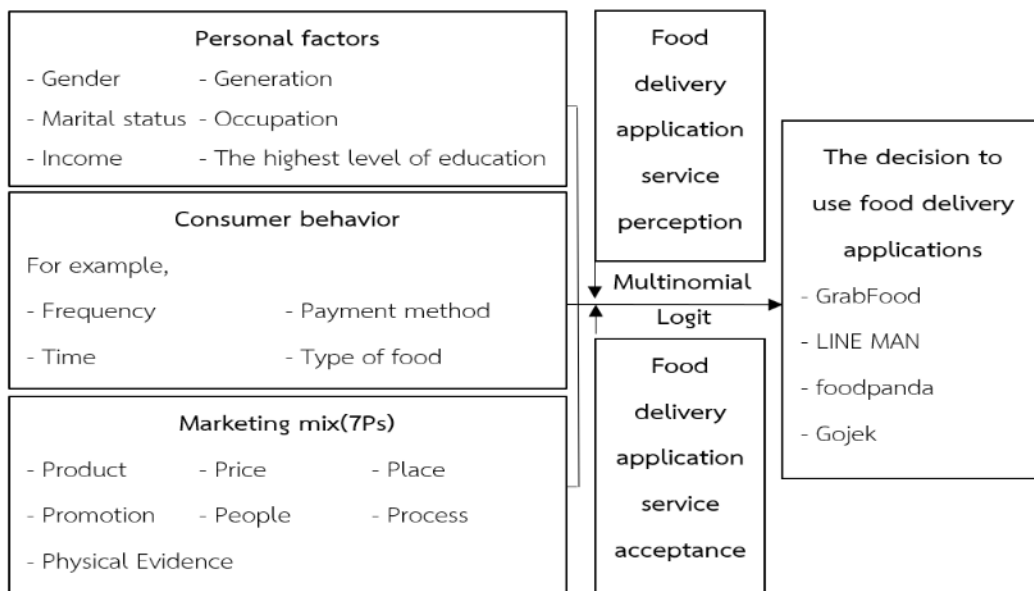 Personal factors
- Gender - Generation
- Marital status - Occupation
- Income - The highest level of education
Consumer behavior
For example,
- Frequency - Payment method
- Time - Type of food
Marketing mix(7Ps)
- Product - Price - Place
- Promotion - People - Process
- Physical Evidence
Food
delivery
application
service
perception
Multinomial
Logit
Food
delivery
application
service
acceptance
The decision to
use food delivery
applications
- GrabFood
- LINE MAN
- foodpanda
- Gojek